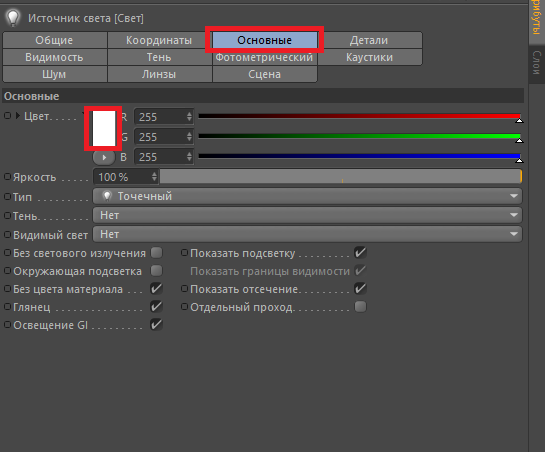 Источник света [Свет]
Общие Координаты Основные Детали
Видимость Тень Фотометрический Каустики
Шум Линзы Сцена
Основные
Цвет..... R 255
G 255
B 255
Яркость 100 %
Тип Точечный
Тень..... Нет
Видимый свет Нет
Без светового излучения Показать подсветку
Окружающая подсветка Показать границы видимости
Без цвета материала Показать отсечение
Глянец Отдельный проход
Освещение GI
Слои